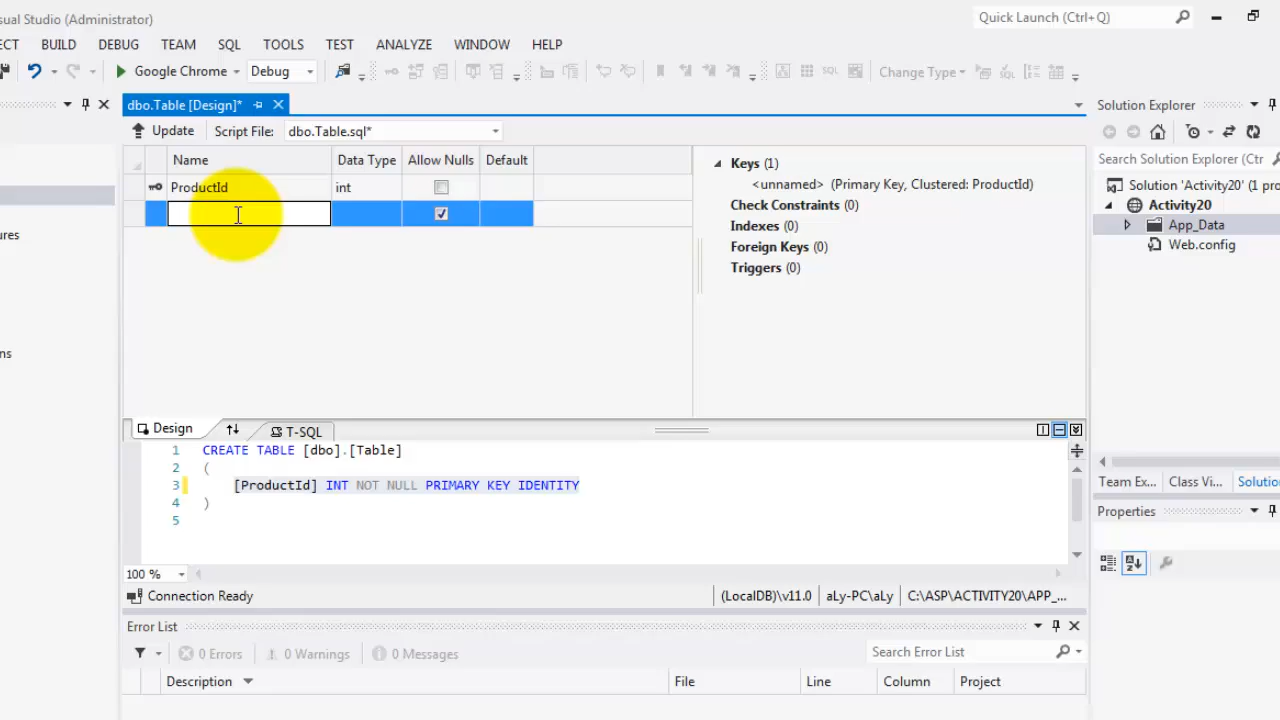 sual Studio (Administrator)
Quick Launch (Ctrl+Q)
ECT BUILD DEBUG TEAM SQL TOOLS TEST ANALYZE WINDOW HELP
Google Chrome Debug SQL Change Type SQL
dbo.Table [Design]* Solution Explorer
Update Script File: dbo.Table.sql*
Search Solution Explorer (Ctr
Name Data Type Allow Nulls Default
ProductId int
Keys (1)
<unnamed> (Primary Key, Clustered: ProductId)
Check Constraints (0)
Indexes (0)
Foreign Keys (0)
Triggers (0)
Solution 'Activity20' (1 pro
Activity20
App_Data
Web.config
ures
ns
Design T-SQL
1 CREATE TABLE [dbo].[Table]
2 (
3 [ProductId] INT NOT NULL PRIMARY KEY IDENTITY
4 )
5
100 %
Connection Ready (LocalDB)\v11.0 aLy-PC\aLy C:\ASP\ACTIVITY20\APP_...
Team Ex... Class Vi... Solutio
Properties
Error List
0 Errors 0 Warnings 0 Messages Search Error List
Description File Line Column Project